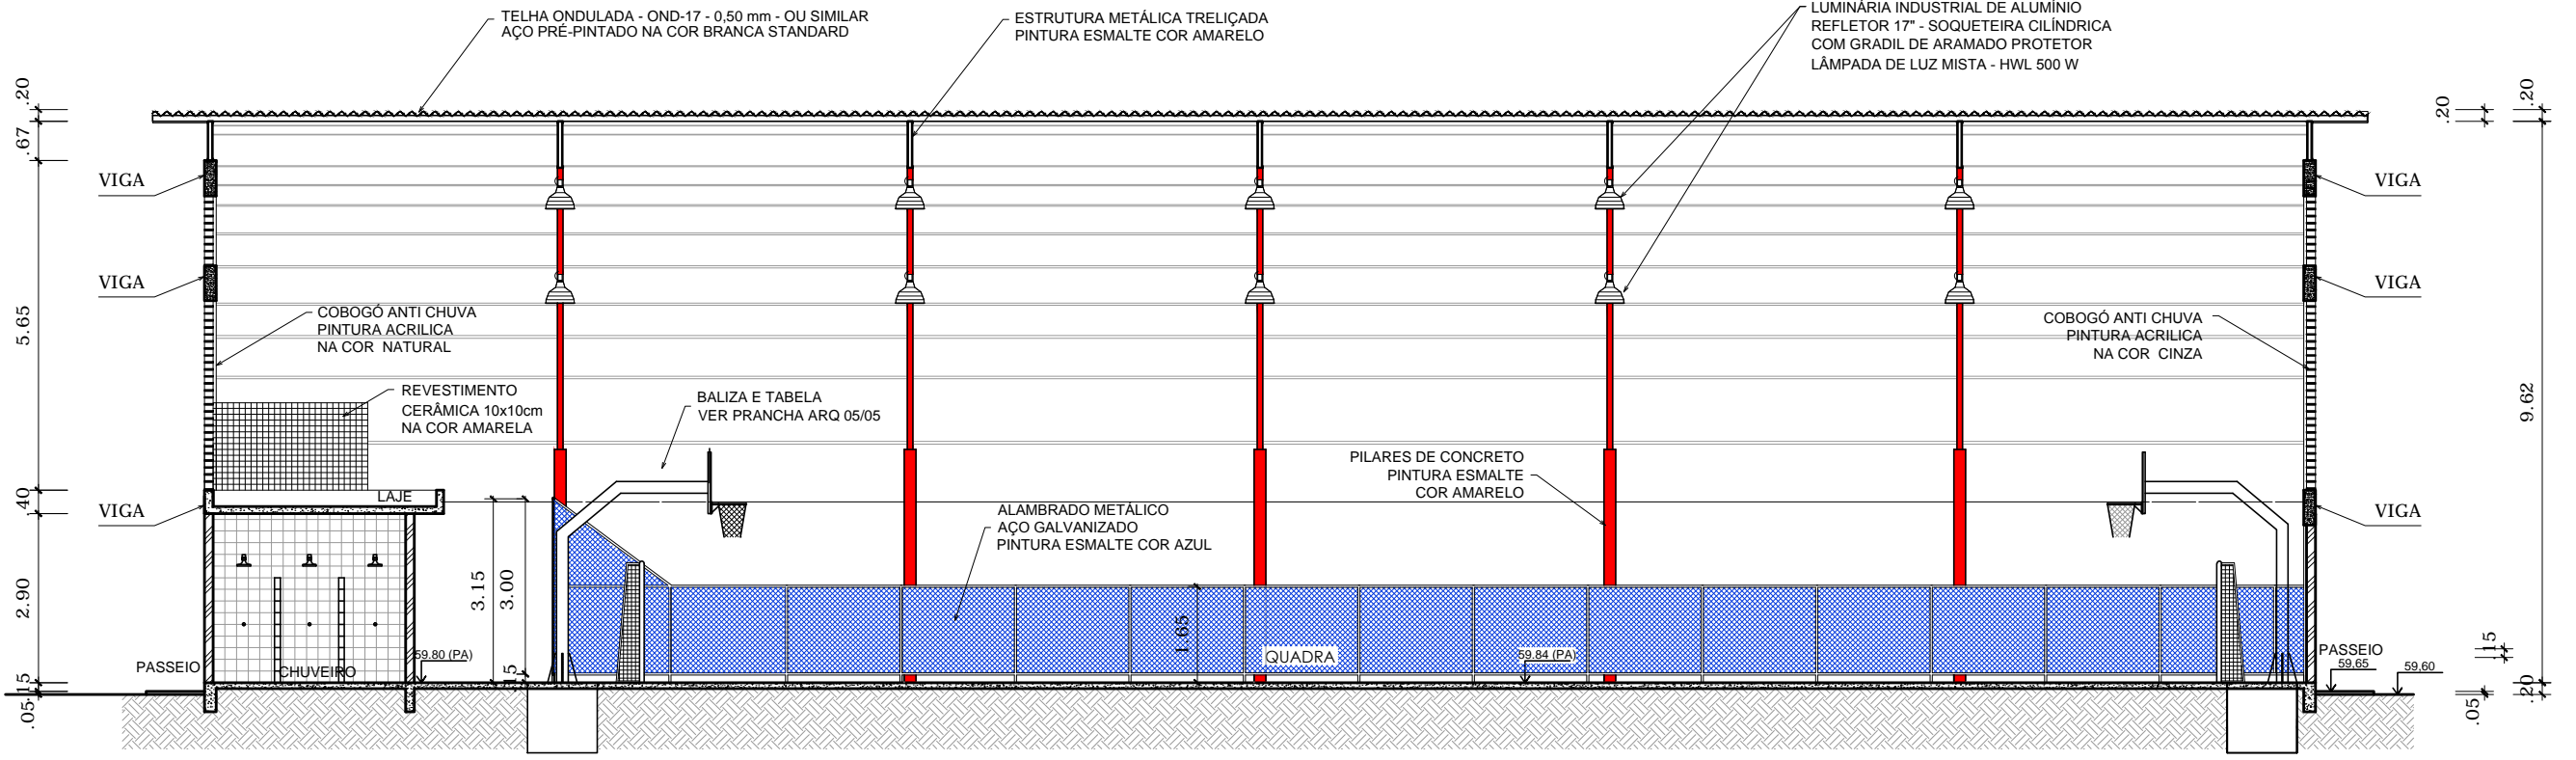 TELHA ONDULADA - OND-17 - 0,50 mm - OU SIMILAR
AÇO PRÉ-PINTADO NA COR BRANCA STANDARD
ESTRUTURA METÁLICA TRELIÇADA
PINTURA ESMALTE COR AMARELO
LUMINÁRIA INDUSTRIAL DE ALUMÍNIO
REFLETOR 17" - SOQUETEIRA CILÍNDRICA
COM GRADIL DE ARAMADO PROTETOR
LÂMPADA DE LUZ MISTA - HWL 500 W
.20
.67
5.65
.40
2.90
.15
.05
VIGA
VIGA
VIGA
COBOGÓ ANTI CHUVA
PINTURA ACRILICA
NA COR NATURAL
REVESTIMENTO
CERÂMICA 10x10cm
NA COR AMARELA
BALIZA E TABELA
VER PRANCHA ARQ 05/05
LAJE
ALAMBRADO METÁLICO
AÇO GALVANIZADO
PINTURA ESMALTE COR AZUL
PILARES DE CONCRETO
PINTURA ESMALTE
COR AMARELO
COBOGÓ ANTI CHUVA
PINTURA ACRILICA
NA COR CINZA
VIGA
VIGA
VIGA
3.15
3.00
.15
1.65
PASSEIO
CHUVEIRO
59.80 (PA)
QUADRA
59.84 (PA)
PASSEIO
59,65
59,60
.20
.20
9.62
.15
.20
.05